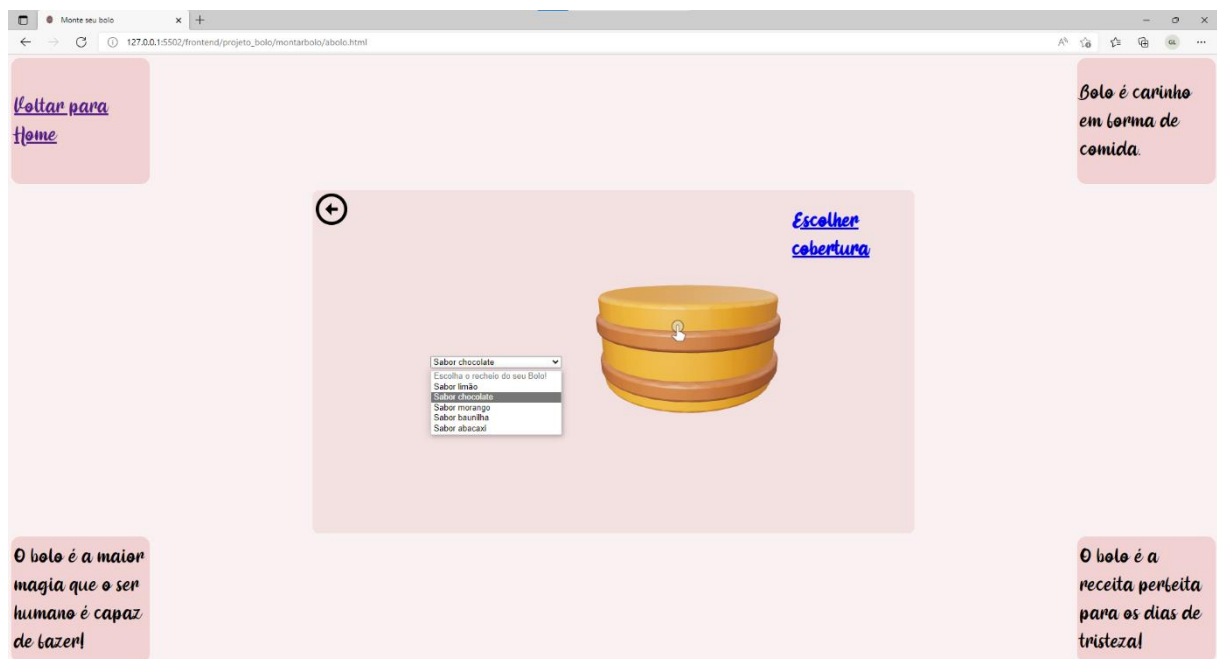 Monte seu bolo
127.0.0.1:5502/frontend/projeto_bolo/montarbolo/abolo.html
GL
Voltar para
Home
Bolo é carinho
em forma de
comida.
Escolher
cobertura
Sabor chocolate
Escolha o recheio do seu Bolo!
Sabor limão
Sabor chocolate
Sabor morango
Sabor baunilha
Sabor abacaxi
O bolo é a maior
magia que o ser
humano é capaz
de fazer!
O bolo é a
receita perfeita
para os dias de
tristeza!